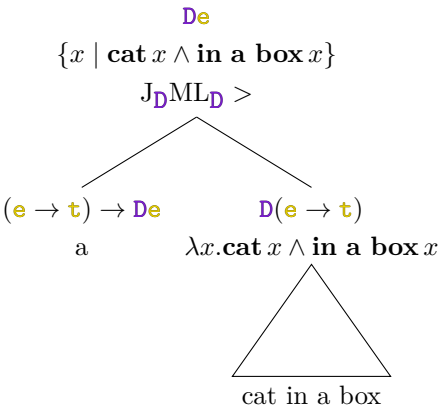 De
{x | cat x ∧ in a box x}
J_D ML_D >
(e → t) → De
D(e → t)
a
λx.cat x ∧ in a box x
cat in a box